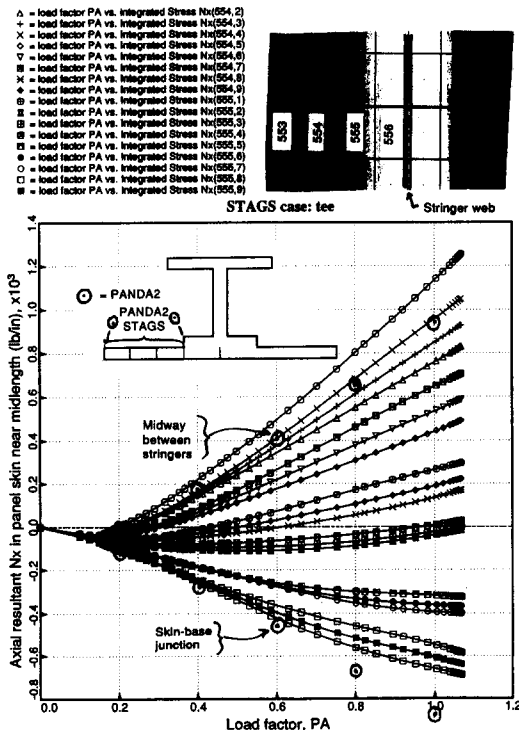 △ = load factor PA vs. Integrated Stress Nx(554,2)
+ = load factor PA vs. Integrated Stress Nx(554,3)
× = load factor PA vs. Integrated Stress Nx(554,4)
◇ = load factor PA vs. Integrated Stress Nx(554,5)
▽ = load factor PA vs. Integrated Stress Nx(554,6)
= load factor PA vs. Integrated Stress Nx(554,7)
= load factor PA vs. Integrated Stress Nx(554,8)
= load factor PA vs. Integrated Stress Nx(554,9)
= load factor PA vs. Integrated Stress Nx(555,1)
= load factor PA vs. Integrated Stress Nx(555,2)
= load factor PA vs. Integrated Stress Nx(555,3)
= load factor PA vs. Integrated Stress Nx(555,4)
= load factor PA vs. Integrated Stress Nx(555,5)
= load factor PA vs. Integrated Stress Nx(555,6)
○ = load factor PA vs. Integrated Stress Nx(555,7)
□ = load factor PA vs. Integrated Stress Nx(555,8)
■ = load factor PA vs. Integrated Stress Nx(555,9)
553
554
555
556
STAGS case: tee
Stringer web
= PANDA2
PANDA2
STAGS
Midway
between
stringers
Skin-base
junction
Axial resultant Nx in panel skin near midlength (lb/in), x10³
1.4
1.2
1.0
0.8
0.6
0.4
0.2
0.0
-0.2
-0.4
-0.6
-0.8
0.0
0.2
0.4
0.6
0.8
1.0
1.2
Load factor, PA